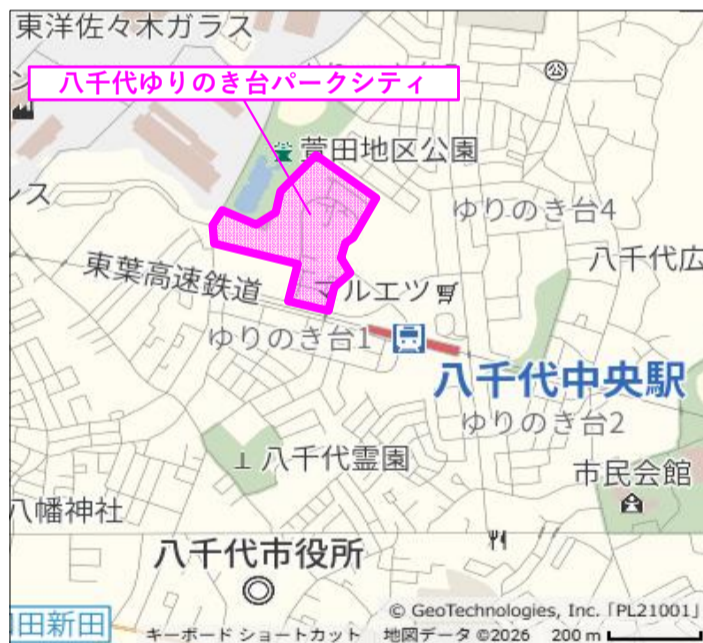 東洋佐々木ガラス
八千代ゆりのき台パークシティ
萱田地区公園
ゆりのき台4
八千代広
東葉高速鉄道
マルエツ
ゆりのき台1
八千代中央駅
ゆりのき台2
八千代霊園
市民会館
八幡神社
八千代市役所
© GeoTechnologies, Inc.「PL21001」
田新田
キーボード ショートカット
地図データ ©2026
200 m